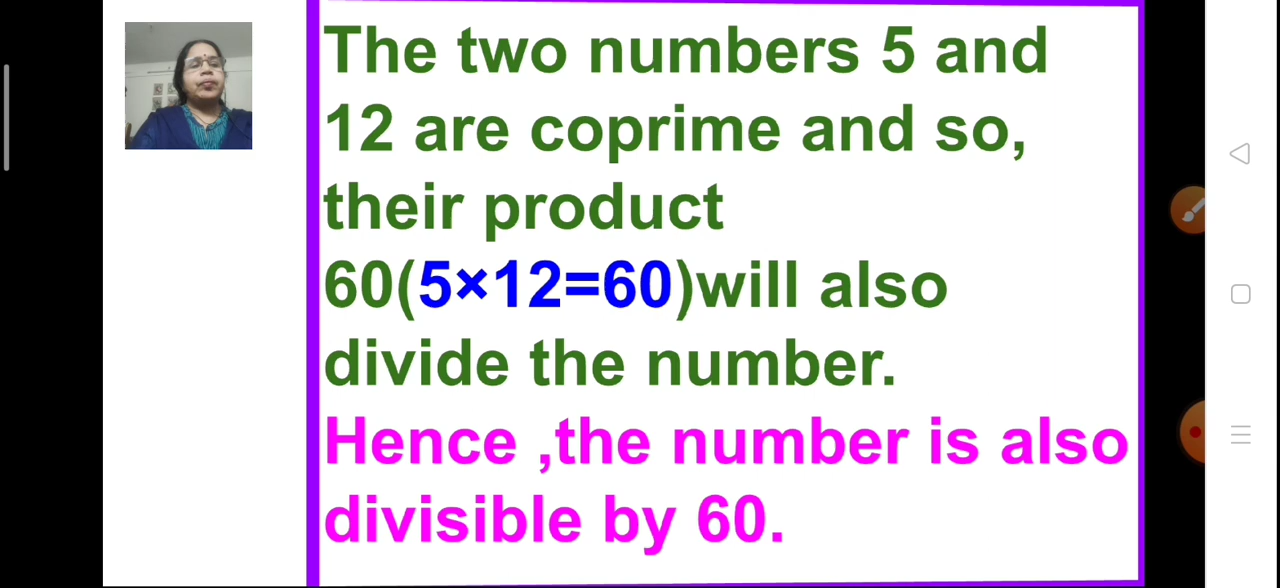 The two numbers 5 and
12 are coprime and so,
their product
60(5×12=60)will also
divide the number.
Hence ,the number is also
divisible by 60.